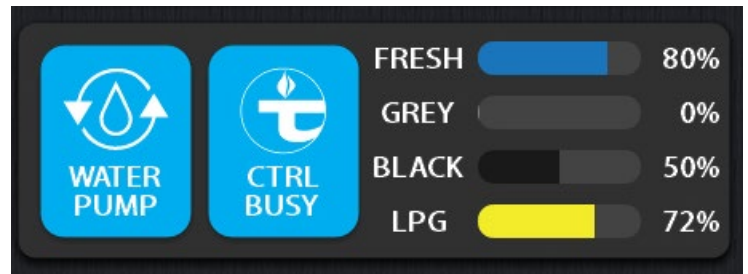 WATER
PUMP
CTRL
BUSY
FRESH 80%
GREY 0%
BLACK 50%
LPG 72%